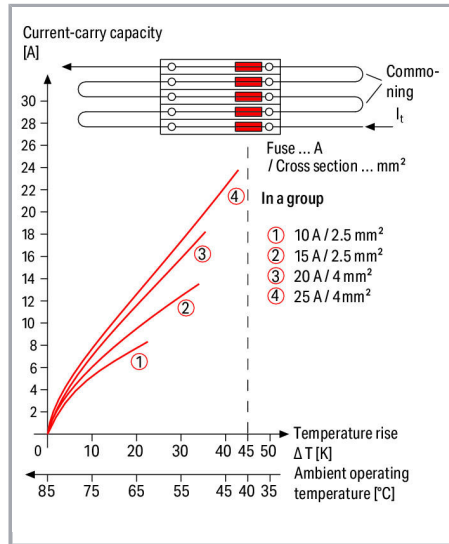 Current-carry capacity
[A]
Commo-
ning
I_t
30
28
26
24
22
20
18
16
14
12
10
8
6
4
2
Fuse ... A
/ Cross section ... mm²
In a group
① 10 A / 2.5 mm²
② 15 A / 2.5 mm²
③ 20 A / 4 mm²
④ 25 A / 4 mm²
④
③
②
①
0 10 20 30 40 45 50
Temperature rise
Δ T [K]
85 75 65 55 45 40 35
Ambient operating
temperature [°C]